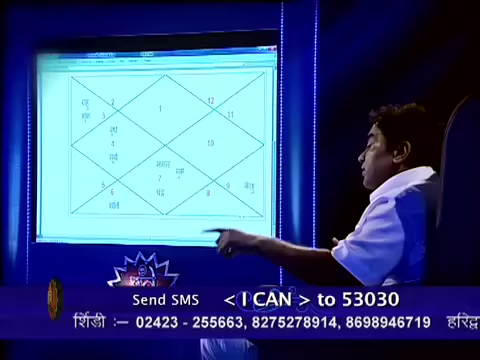 2
12
राहु
1
शुक्र
3
11
बुध
4
10
सूर्य
मंगल
गुरु
5
7
9
केतु
6
चंद्र
8
शनि
Send SMS < I CAN > to 53030
र्शिडी :– 02423 - 255663, 8275278914, 8698946719 हरिद्व